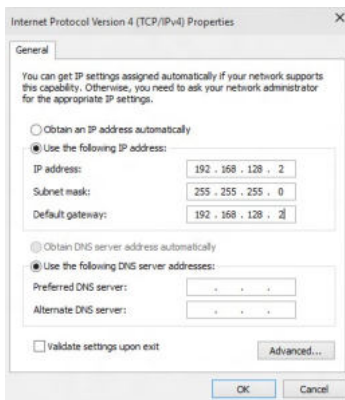 Internet Protocol Version 4 (TCP/IPv4) Properties
General
You can get IP settings assigned automatically if your network supports
this capability. Otherwise, you need to ask your network administrator
for the appropriate IP settings.
Obtain an IP address automatically
Use the following IP address:
IP address: 192 . 168 . 128 . 2
Subnet mask: 255 . 255 . 255 . 0
Default gateway: 192 . 168 . 128 . 2
Obtain DNS server address automatically
Use the following DNS server addresses:
Preferred DNS server: . . .
Alternate DNS server: . . .
Validate settings upon exit
Advanced...
OK Cancel